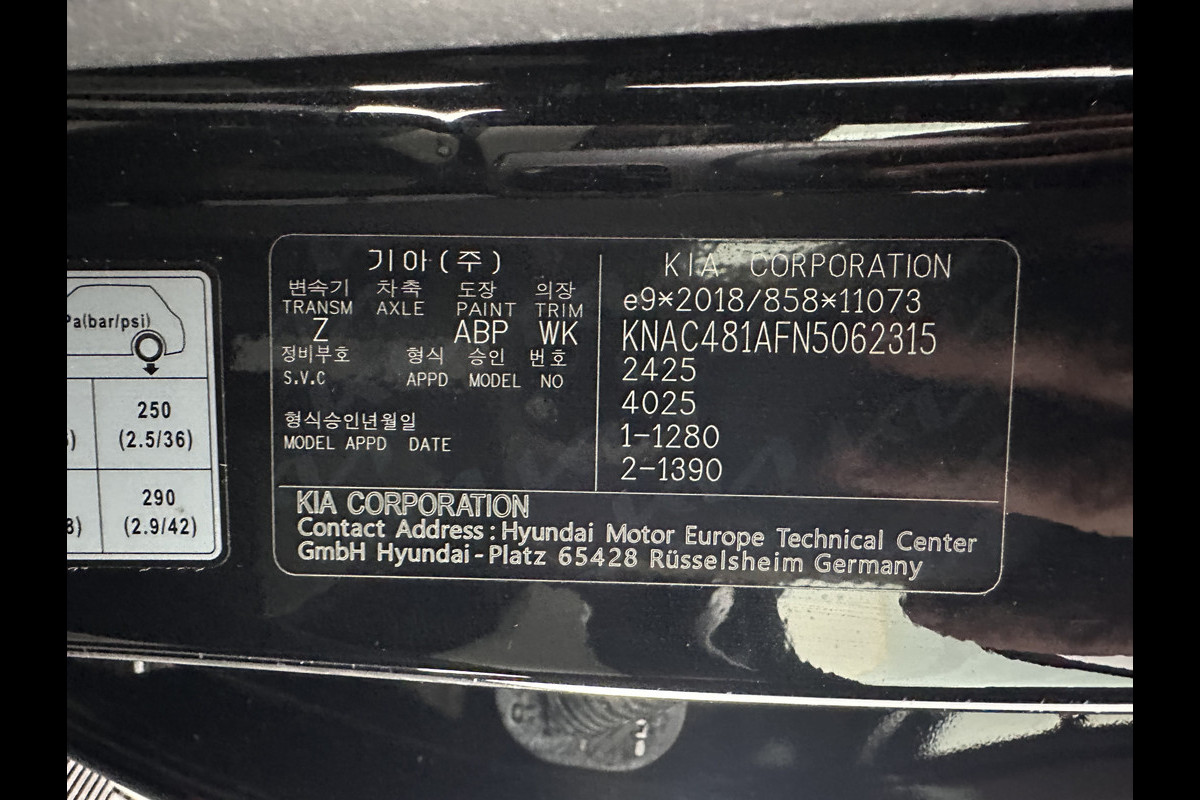 Pa(bar/psi)
250
(2.5/36)
290
(2.9/42)
기아(주)
변속기 차축 도장 의장
TRANSM AXLE PAINT TRIM
Z ABP WK
정비부호 형식 승인 번호
S.V.C APPD MODEL NO
형식승인년월일
MODEL APPD DATE
KIA CORPORATION
e9*2018/858*11073
KNAC481AFN5062315
2425
4025
1-1280
2-1390
KIA CORPORATION
Contact Address : Hyundai Motor Europe Technical Center
GmbH Hyundai-Platz 65428 Rüsselsheim Germany